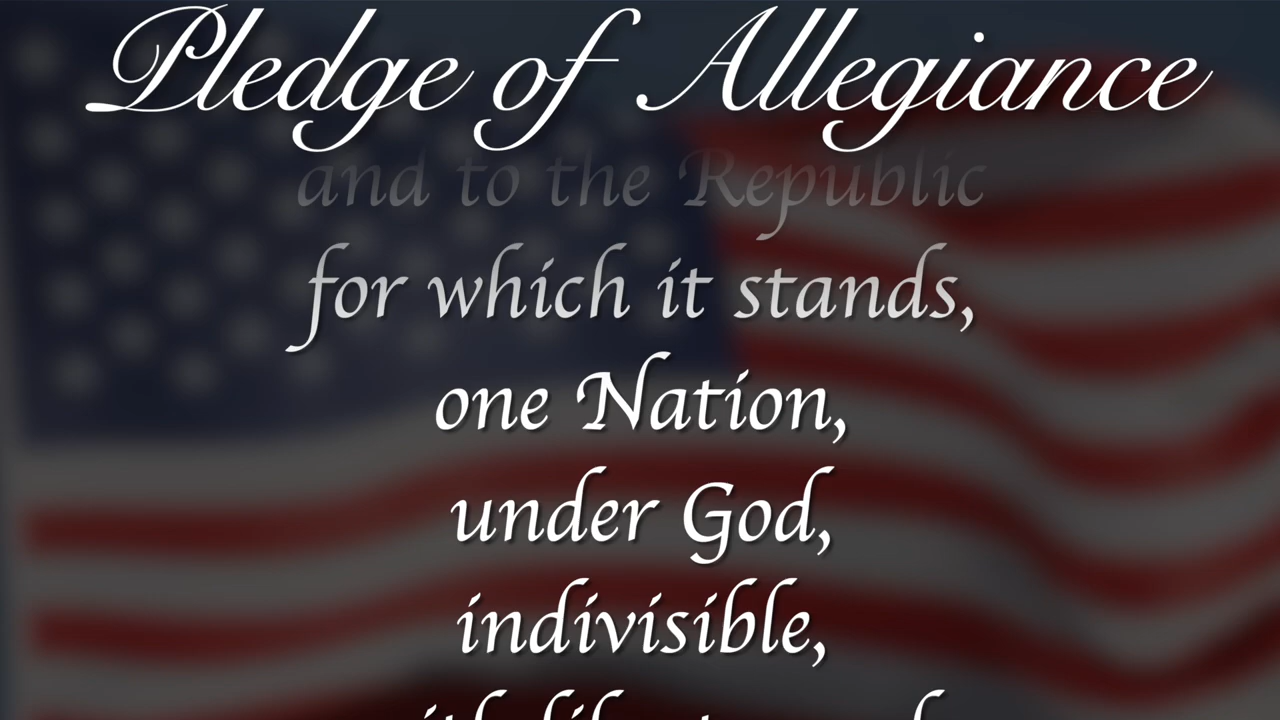 Pledge of Allegiance
and to the Republic
for which it stands,
one Nation,
under God,
indivisible,